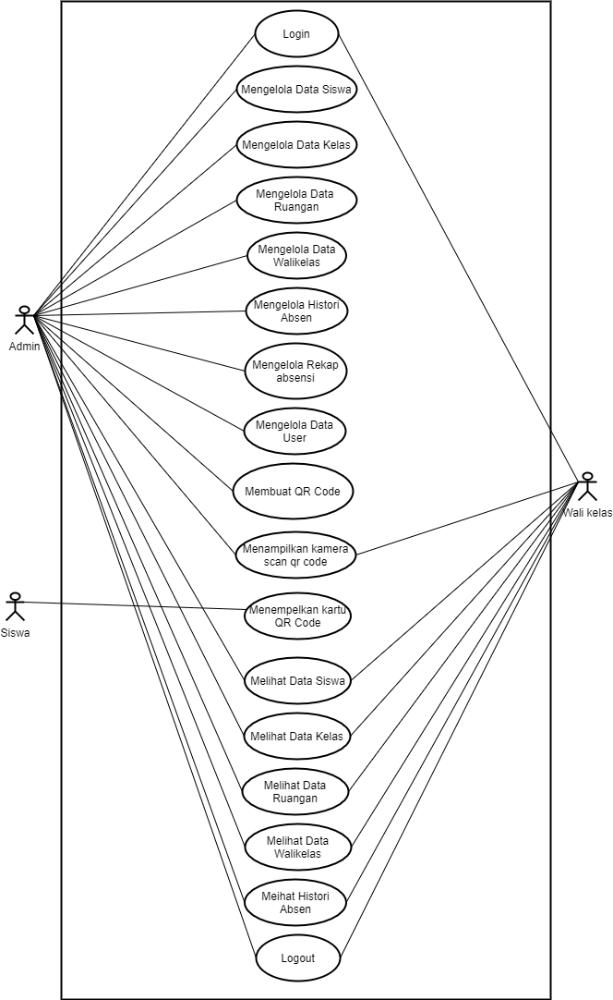 Login
Mengelola Data Siswa
Mengelola Data Kelas
Mengelola Data
Ruangan
Mengelola Data
Walikelas
Mengelola Histori
Absen
Admin
Mengelola Rekap
absensi
Mengelola Data
User
Membuat QR Code
Wali kelas
Menampilkan kamera
scan qr code
Menempelkan kartu
QR Code
Siswa
Melihat Data Siswa
Melihat Data Kelas
Melihat Data
Ruangan
Melihat Data
Walikelas
Meihat Histori
Absen
Logout